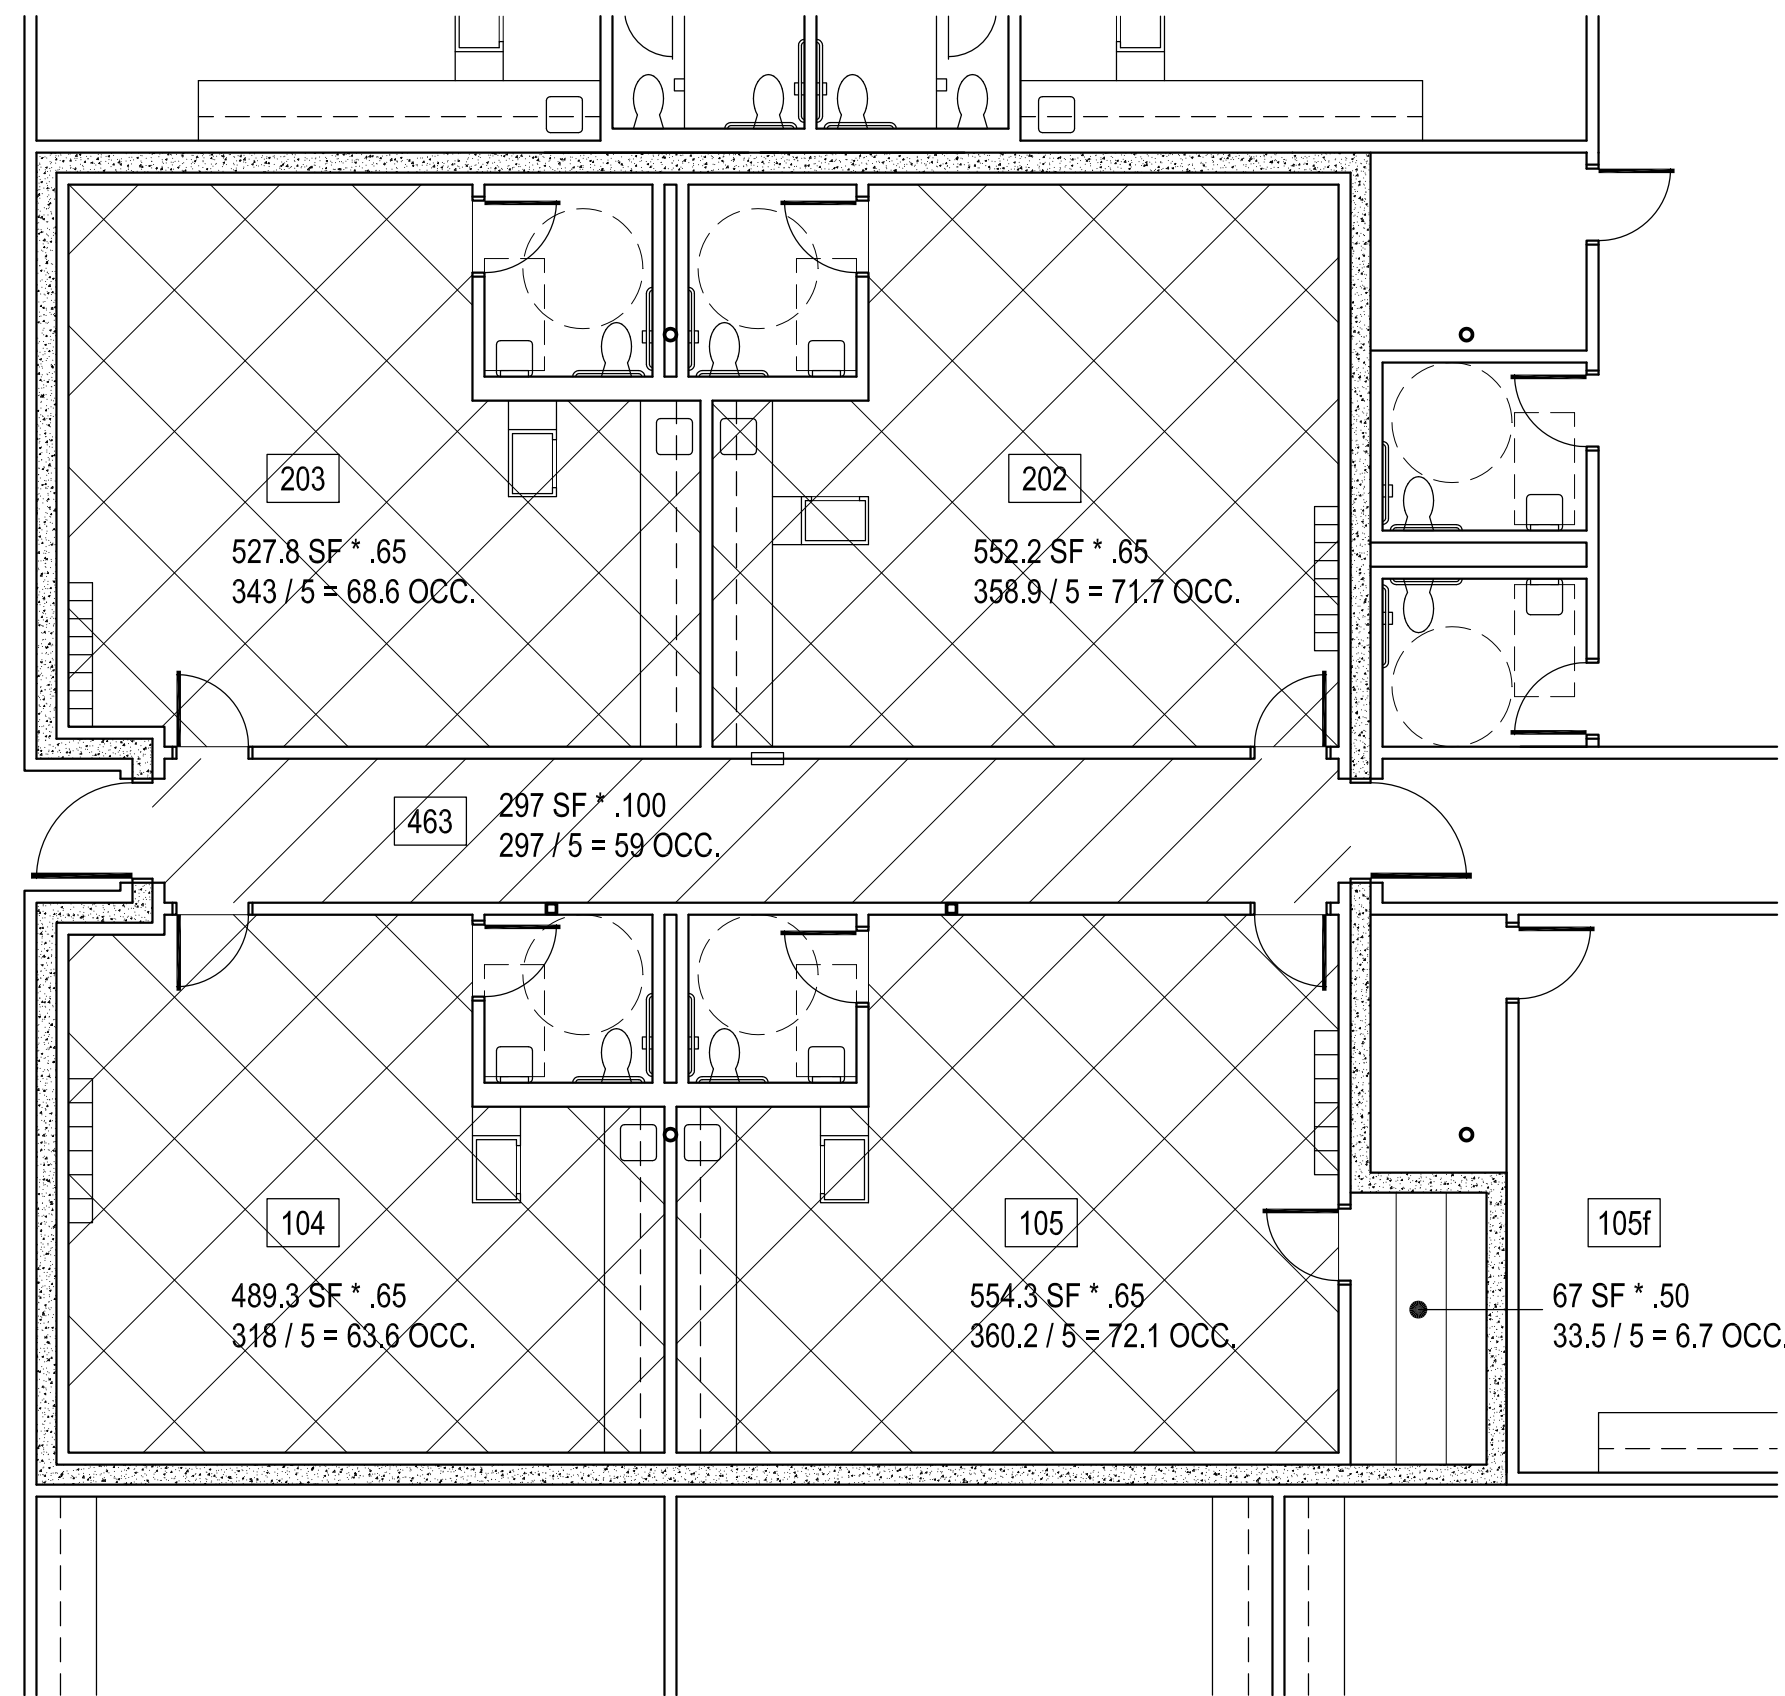 203
527.8 SF * .65
343 / 5 = 68.6 OCC.
202
552.2 SF * .65
358.9 / 5 = 71.7 OCC.
463
297 SF * .100
297 / 5 = 59 OCC.
104
489.3 SF * .65
318 / 5 = 63.6 OCC.
105
554.3 SF * .65
360.2 / 5 = 72.1 OCC.
105f
67 SF * .50
33.5 / 5 = 6.7 OCC.